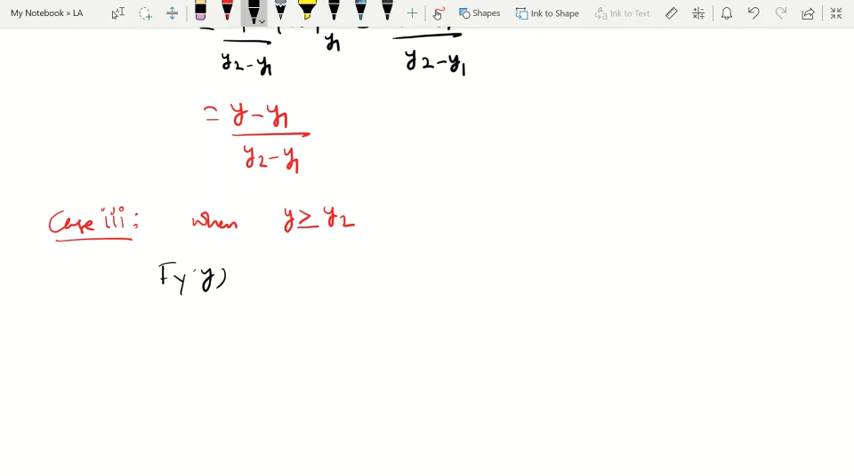 My Notebook » LA
Shapes
Ink to Shape
Ink to Text
y1
y2-y1
y2-y1
= y-y1
y2-y1
Case iii: when y≥y2
Fy y)